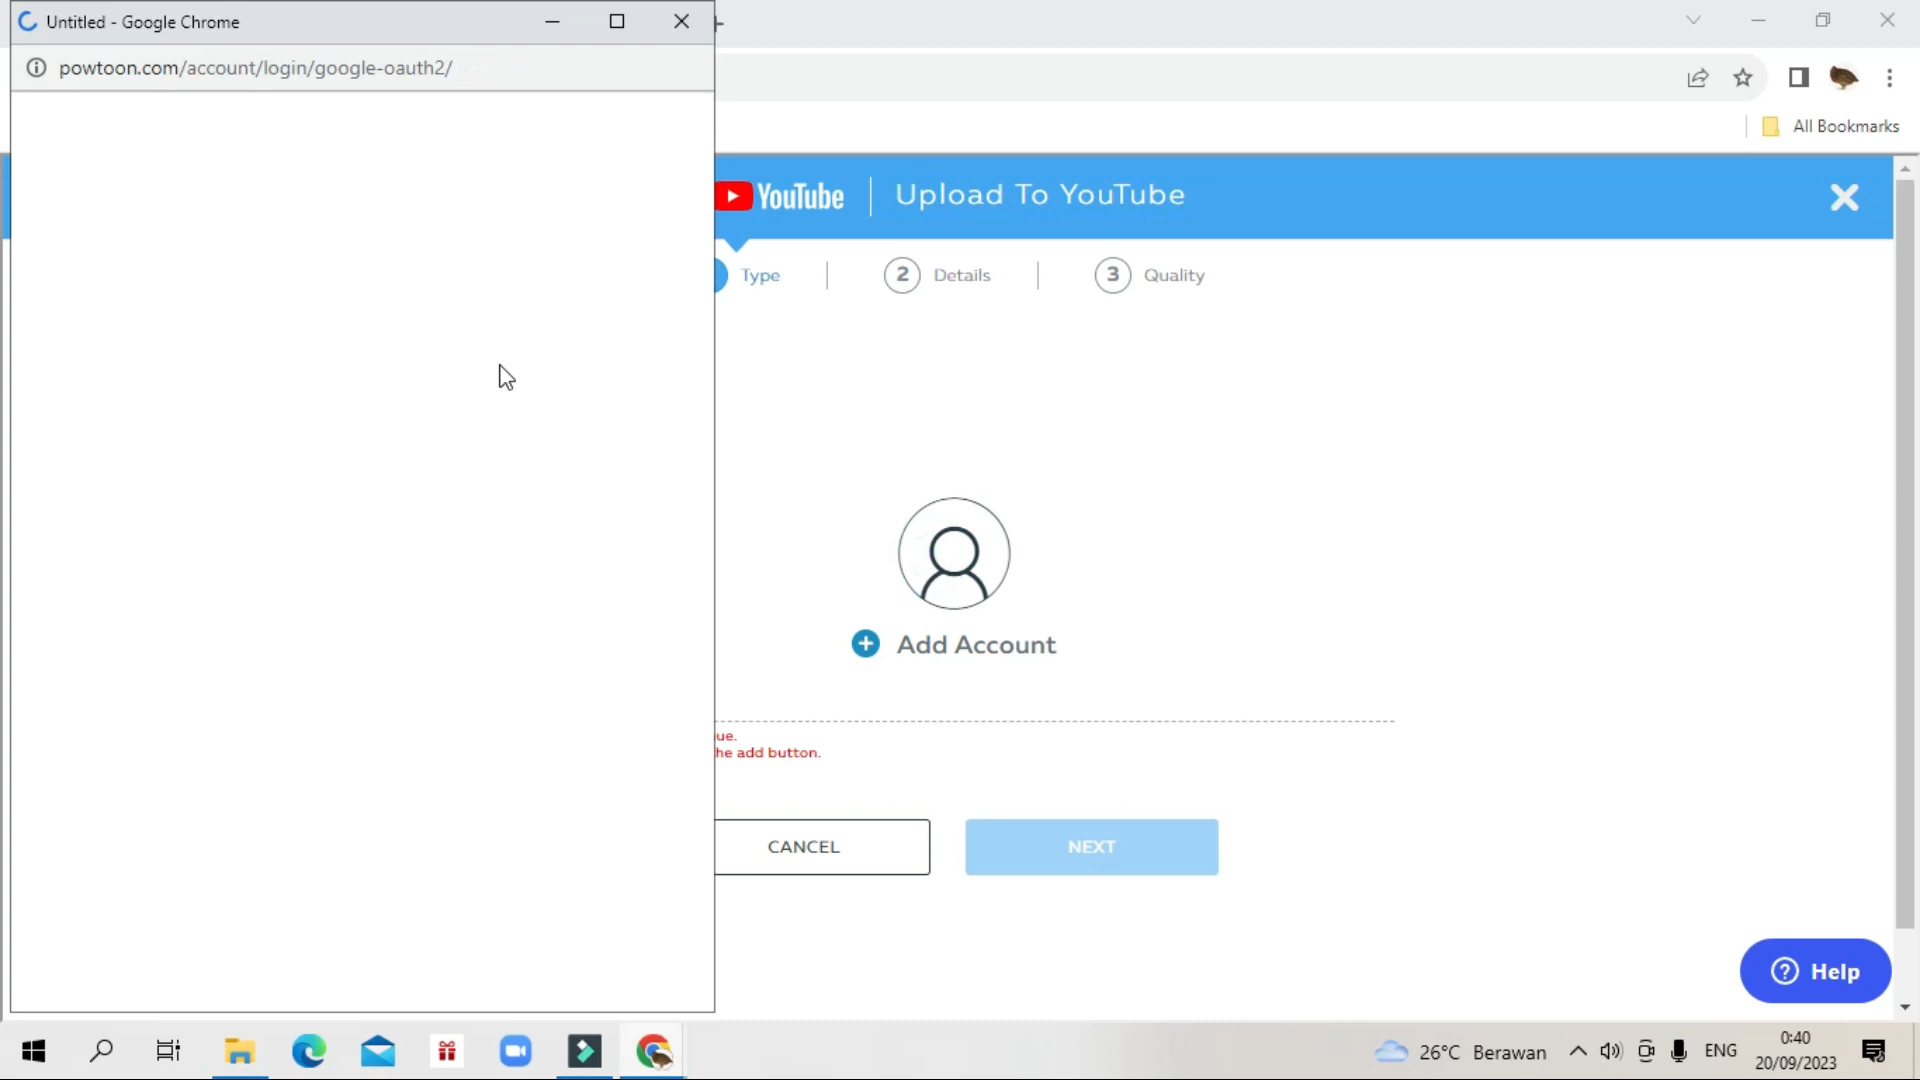 Untitled - Google Chrome
powtoon.com/account/login/google-oauth2/
All Bookmarks
YouTube
Upload To YouTube
Type
2 Details
3 Quality
Add Account
ue.
he add button.
CANCEL
NEXT
Help
26°C Berawan
ENG
0:40
20/09/2023